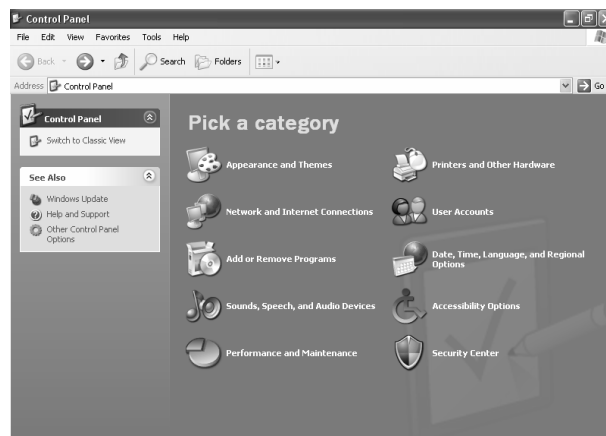 Control Panel
File Edit View Favorites Tools Help
Back Search Folders
Address Control Panel Go
Control Panel
Switch to Classic View
See Also
Windows Update
Help and Support
Other Control Panel
Options
Pick a category
Appearance and Themes
Printers and Other Hardware
Network and Internet Connections
User Accounts
Add or Remove Programs
Date, Time, Language, and Regional
Options
Sounds, Speech, and Audio Devices
Accessibility Options
Performance and Maintenance
Security Center